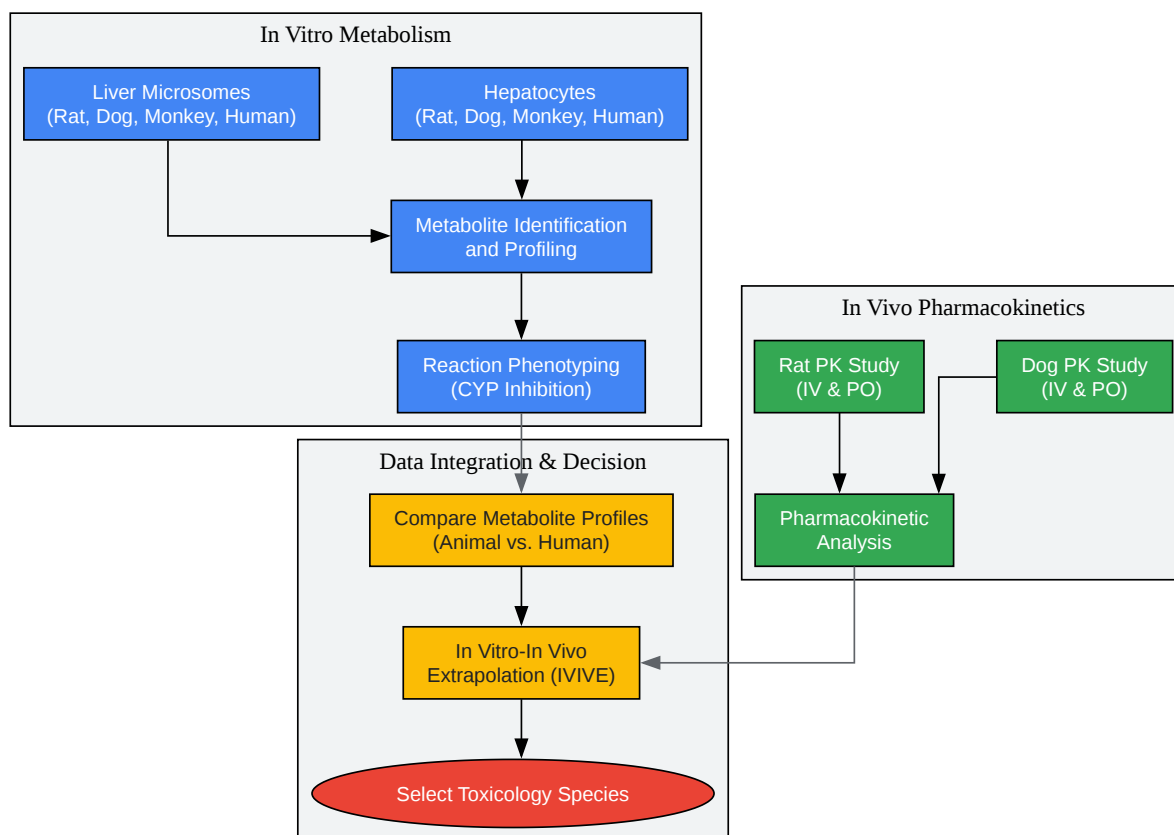 In Vitro Metabolism
Liver Microsomes
(Rat, Dog, Monkey, Human)
Hepatocytes
(Rat, Dog, Monkey, Human)
Metabolite Identification
and Profiling
Reaction Phenotyping
(CYP Inhibition)
In Vivo Pharmacokinetics
Rat PK Study
(IV & PO)
Dog PK Study
(IV & PO)
Pharmacokinetic
Analysis
Data Integration & Decision
Compare Metabolite Profiles
(Animal vs. Human)
In Vitro-In Vivo
Extrapolation (IVIVE)
Select Toxicology Species